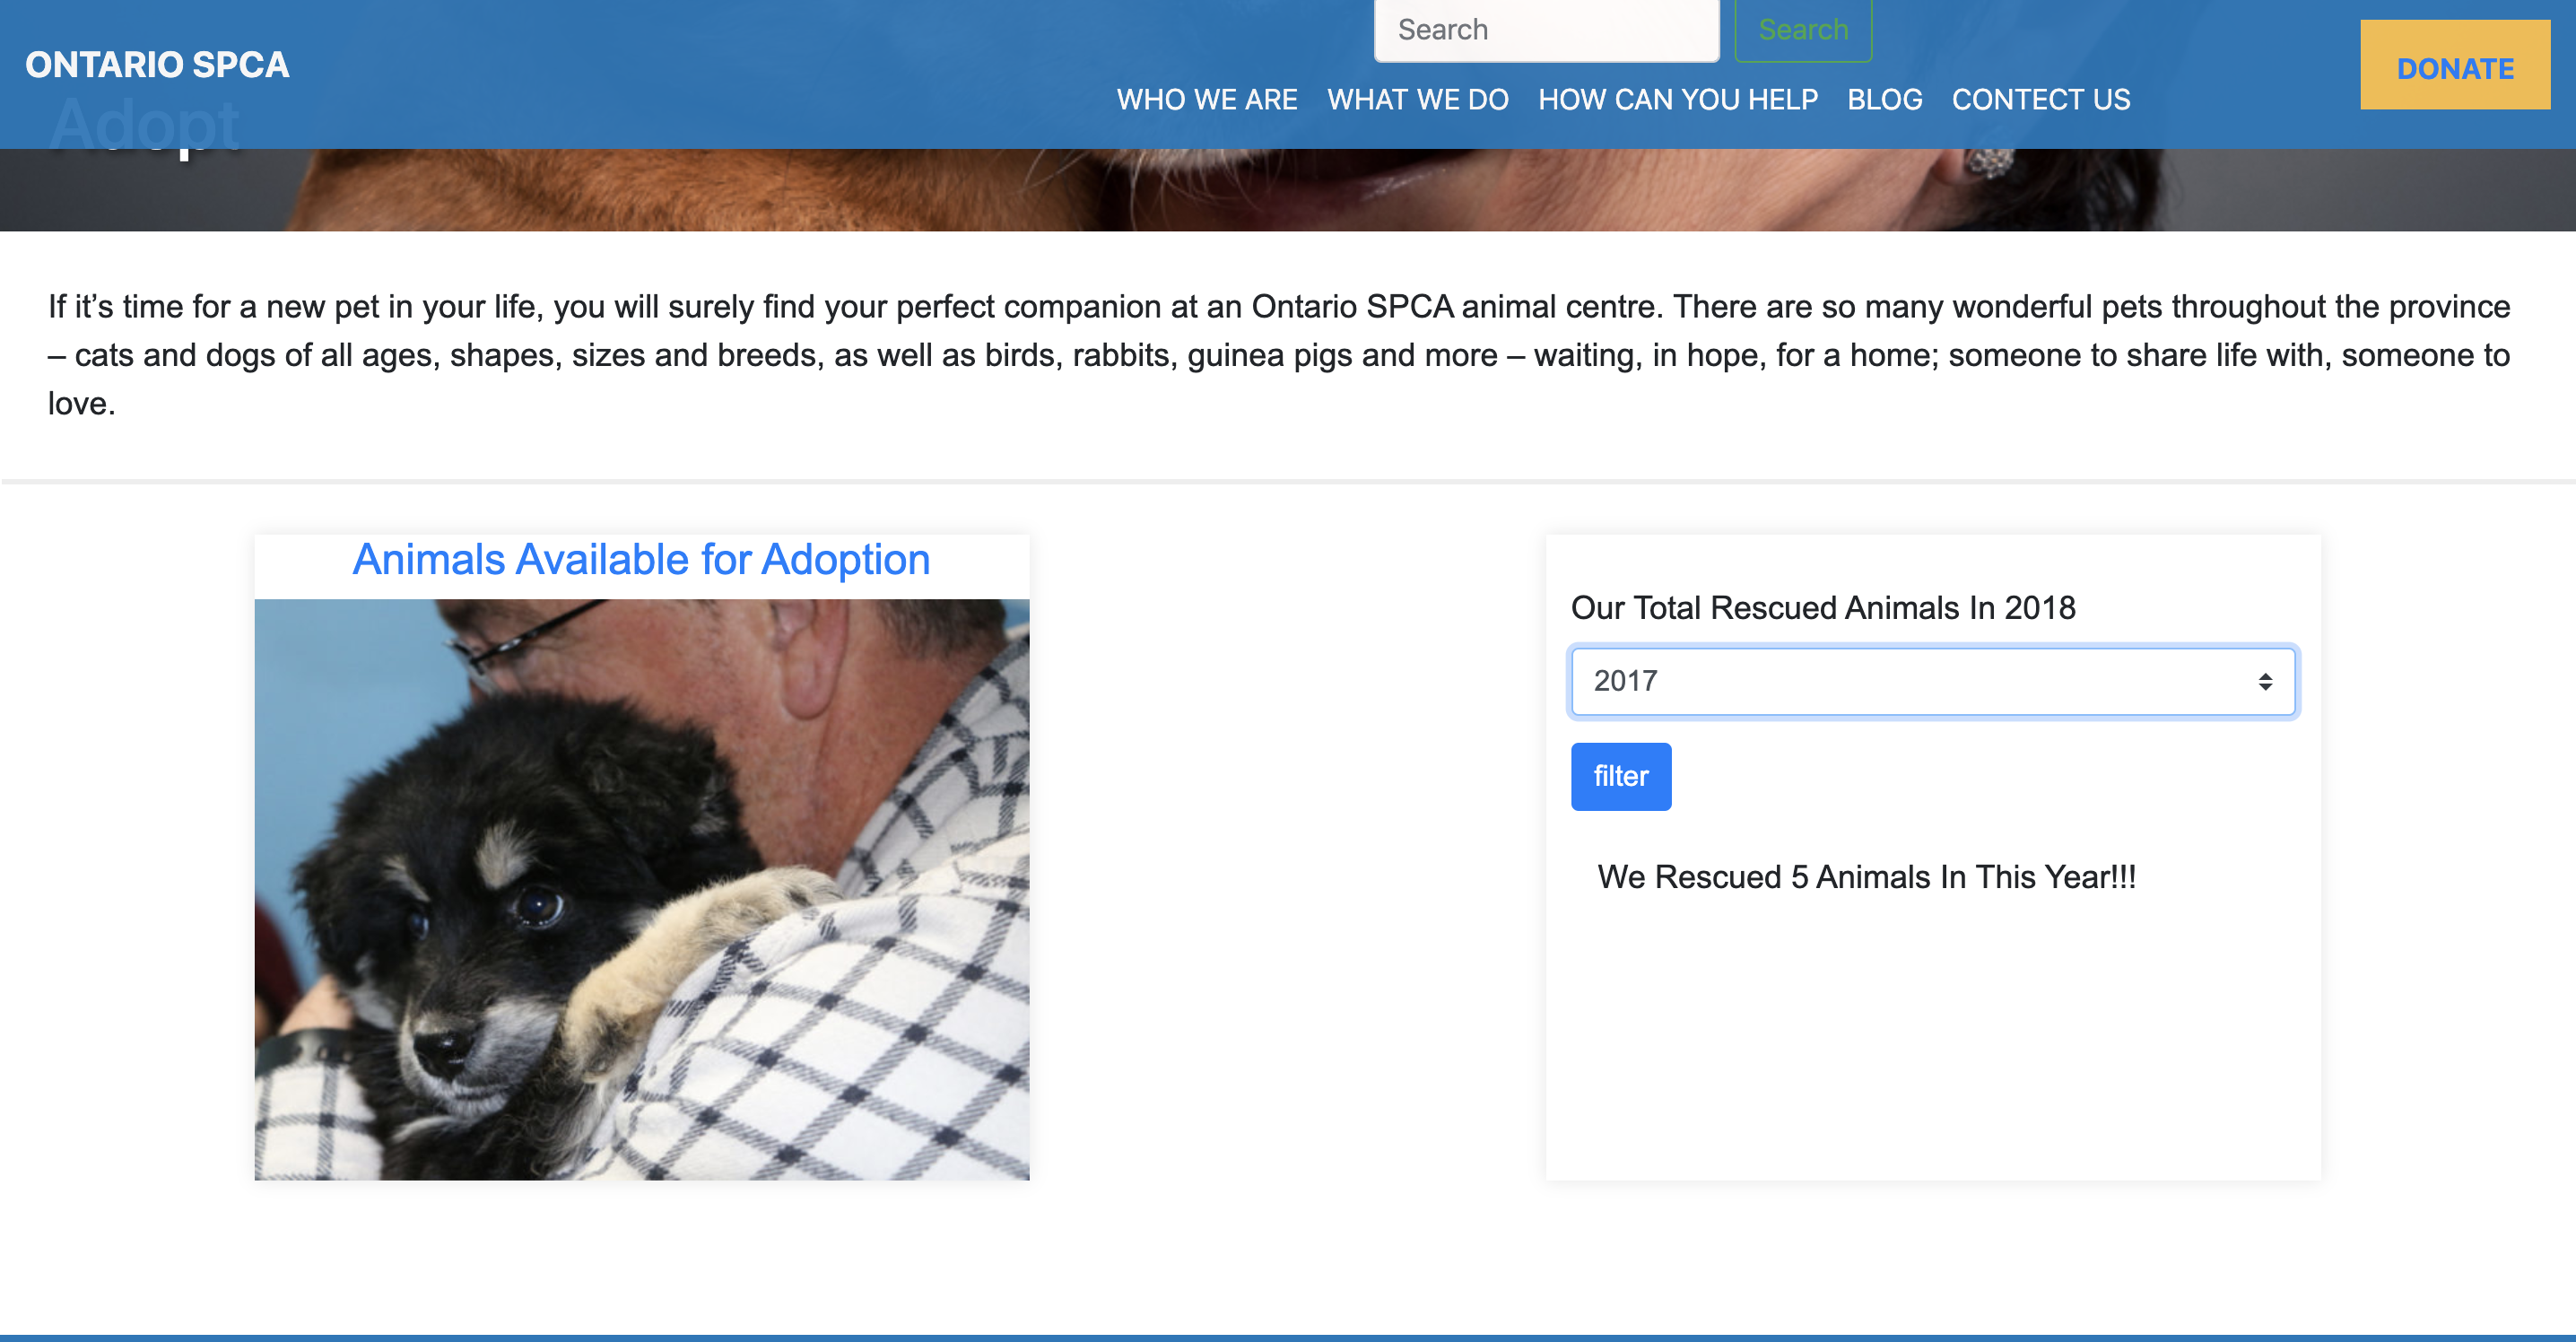 ONTARIO SPCA
Search
Search
WHO WE ARE WHAT WE DO HOW CAN YOU HELP BLOG CONTECT US
DONATE
Adopt
If it’s time for a new pet in your life, you will surely find your perfect companion at an Ontario SPCA animal centre. There are so many wonderful pets throughout the province
– cats and dogs of all ages, shapes, sizes and breeds, as well as birds, rabbits, guinea pigs and more – waiting, in hope, for a home; someone to share life with, someone to
love.
Animals Available for Adoption
Our Total Rescued Animals In 2018
2017
filter
We Rescued 5 Animals In This Year!!!